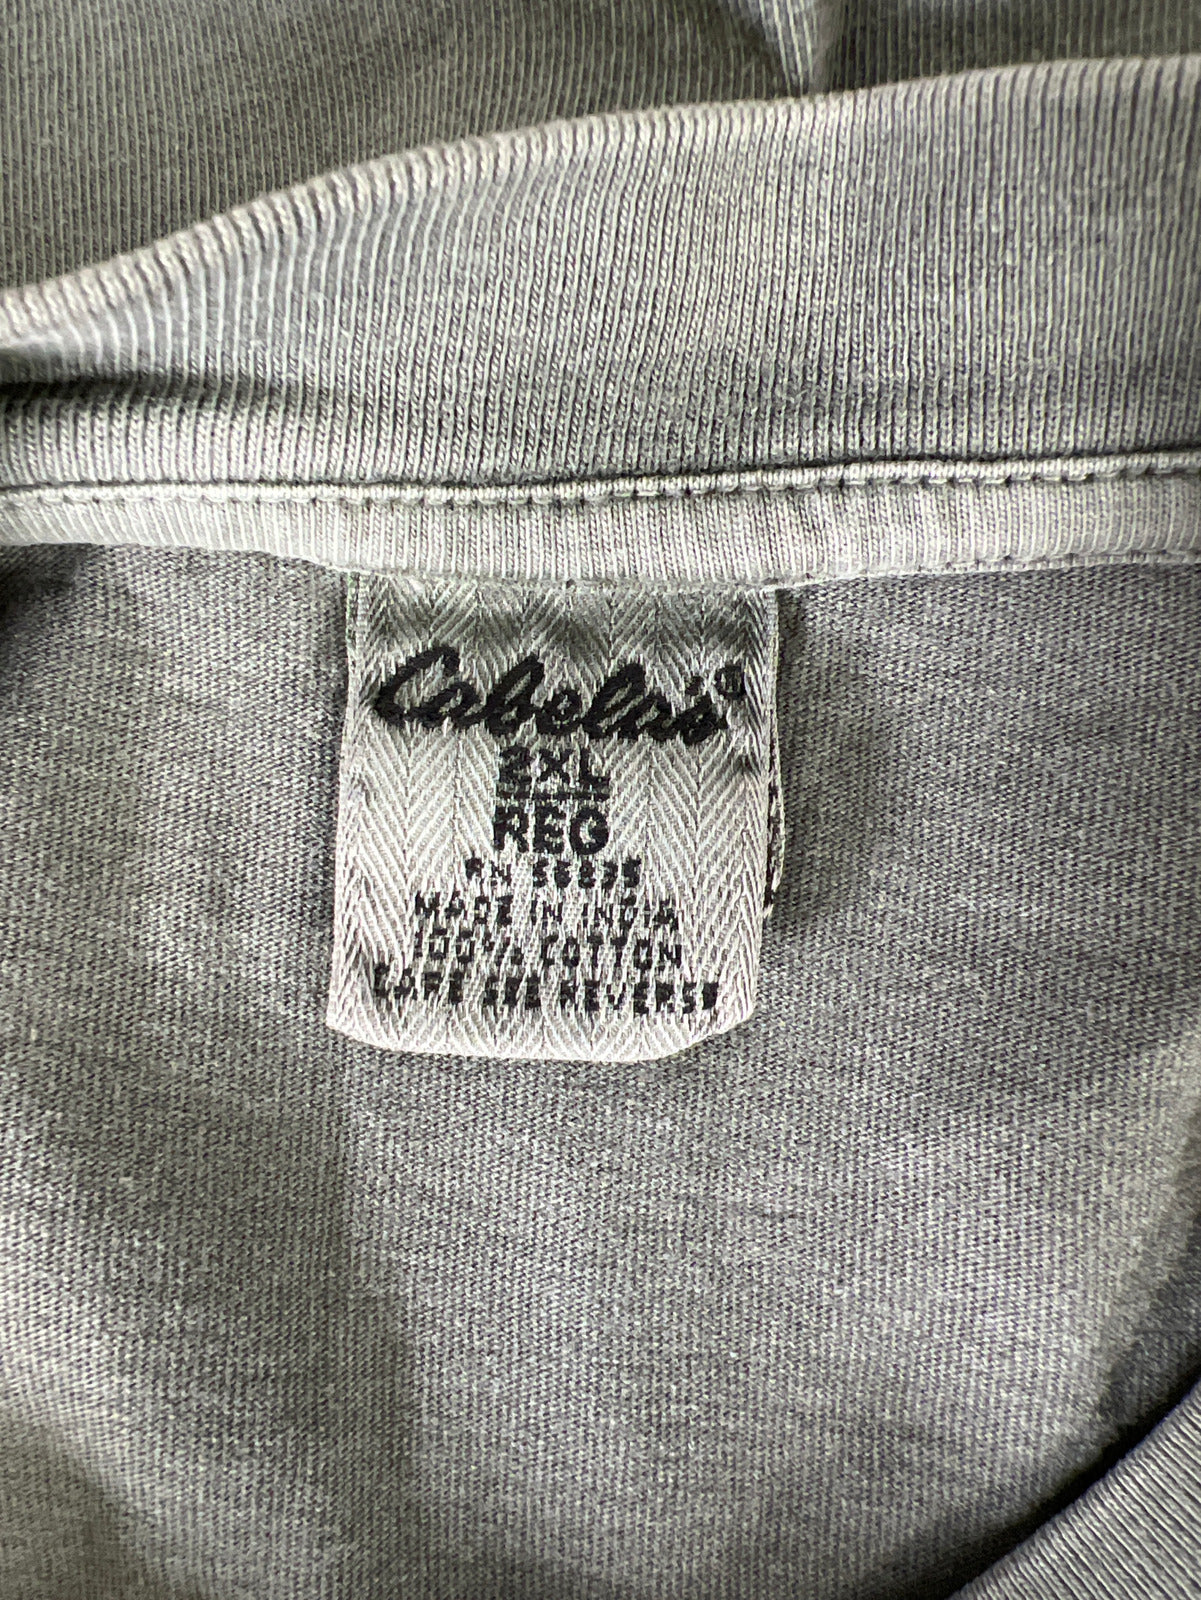 Cabela's®
2XL
REG
RN 56835
MADE IN INDIA
100% COTTON
CARE SEE REVERSE